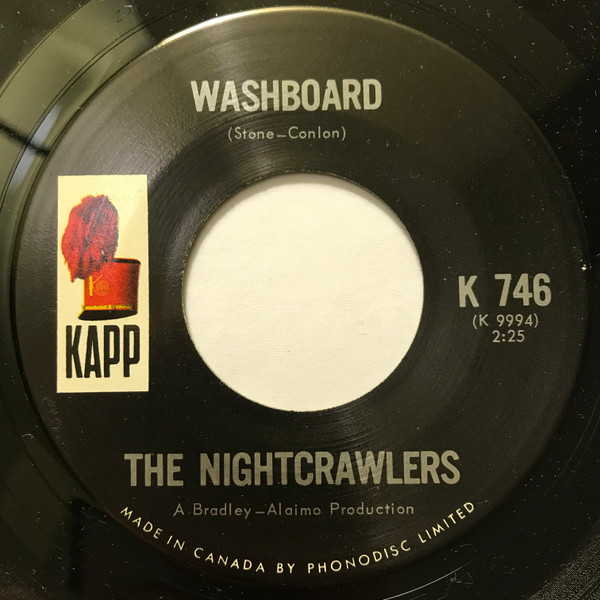 WASHBOARD
(Stone–Conlon)
KAPP
K 746
(K 9994)
2:25
THE NIGHTCRAWLERS
A Bradley–Alaimo Production
MADE IN CANADA BY PHONODISC LIMITED